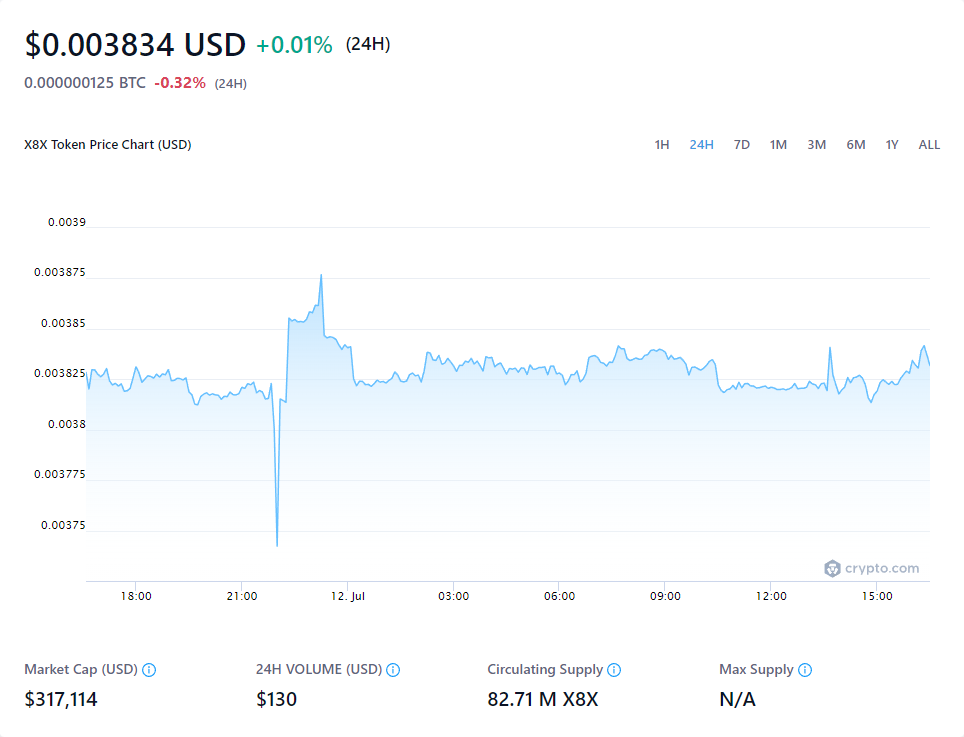 $0.003834 USD +0.01% (24H)
0.000000125 BTC -0.32% (24H)
X8X Token Price Chart (USD)
1H 24H 7D 1M 3M 6M 1Y ALL
0.0039
0.003875
0.00385
0.003825
0.0038
0.003775
0.00375
crypto.com
18:00 21:00 12. Jul 03:00 06:00 09:00 12:00 15:00
Market Cap (USD) 24H VOLUME (USD) Circulating Supply Max Supply
$317,114 $130 82.71 M X8X N/A